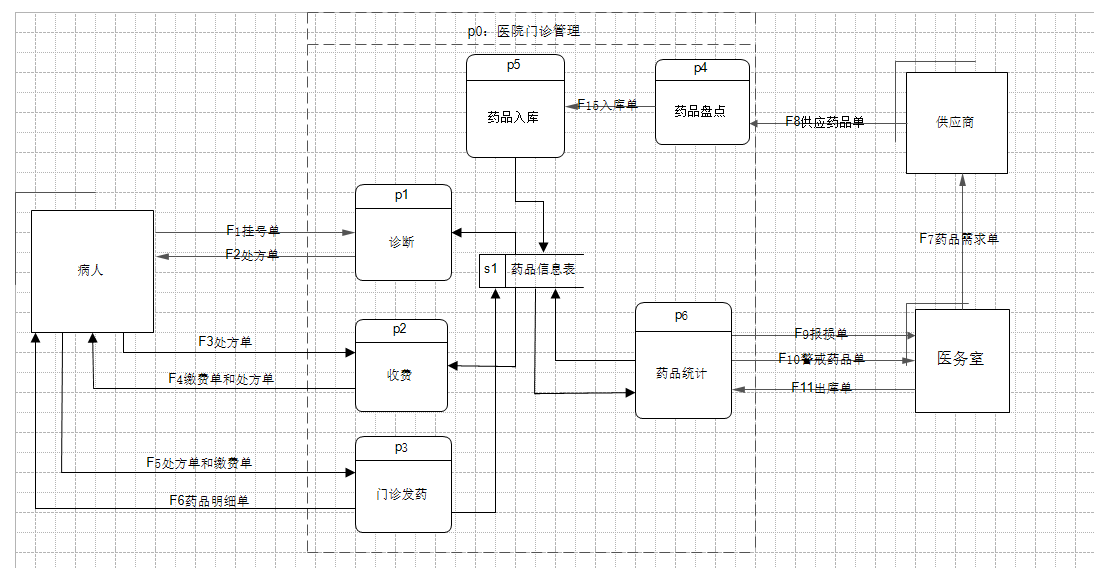 p0：医院门诊管理
p5
药品入库
p4
药品盘点
F15入库单
F8供应药品单
供应商
p1
诊断
F1挂号单
F2处方单
病人
s1
药品信息表
F7药品需求单
p2
收费
F3处方单
F4缴费单和处方单
p6
药品统计
F9报损单
F10警戒药品单
F11出库单
医务室
p3
门诊发药
F5处方单和缴费单
F6药品明细单